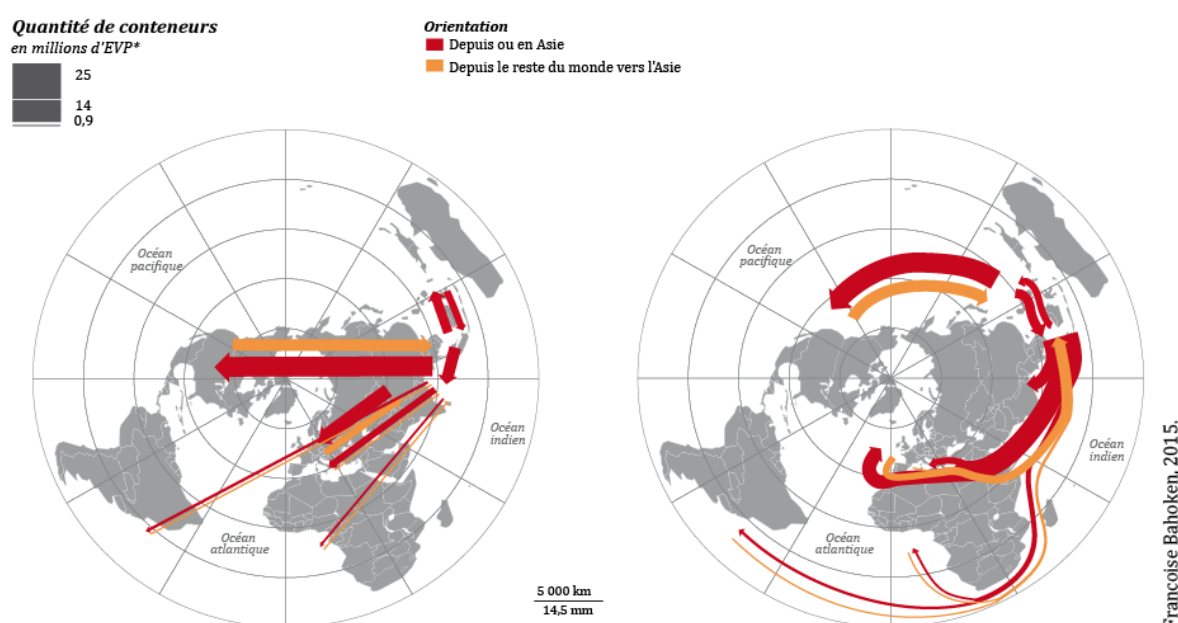 Quantité de conteneurs
en millions d'EVP*
25
14
0,9
Orientation
Depuis ou en Asie
Depuis le reste du monde vers l'Asie
Océan
pacifique
Océan
indien
Océan
atlantique
5 000 km
14,5 mm
Océan
pacifique
Océan
indien
Océan
atlantique
Françoise Bahoken, 2015.